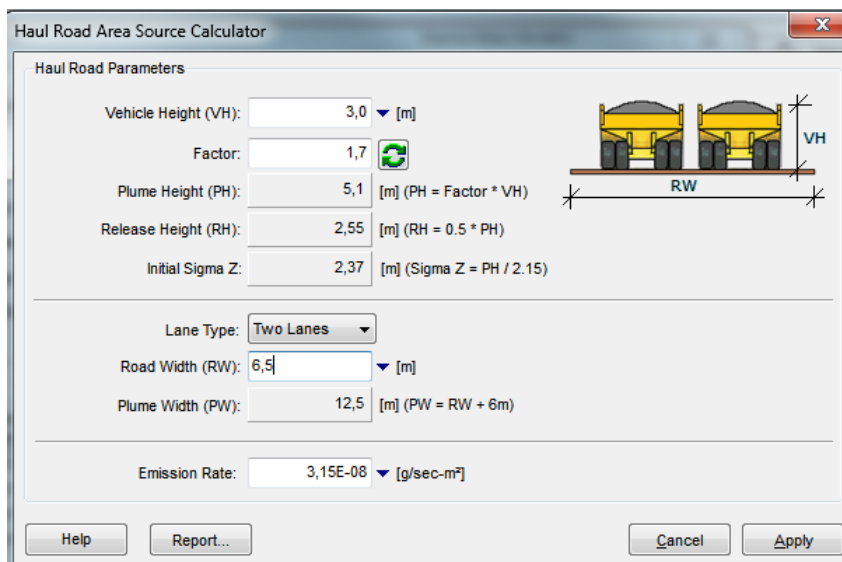 Haul Road Area Source Calculator
Haul Road Parameters
Vehicle Height (VH): 3,0 [m]
Factor: 1,7
Plume Height (PH): 5,1 [m] (PH = Factor * VH)
Release Height (RH): 2,55 [m] (RH = 0.5 * PH)
Initial Sigma Z: 2,37 [m] (Sigma Z = PH / 2.15)
VH
RW
Lane Type: Two Lanes
Road Width (RW): 6,5 [m]
Plume Width (PW): 12,5 [m] (PW = RW + 6m)
Emission Rate: 3,15E-08 [g/sec-m²]
Help Report... Cancel Apply